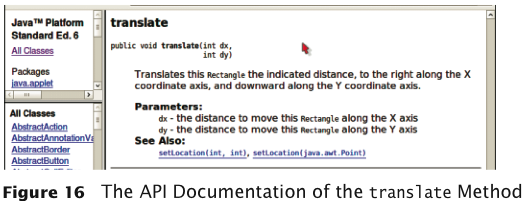 Java™ Platform
Standard Ed. 6
All Classes
Packages
java.applet
All Classes
AbstractAction
AbstractAnnotationVa
AbstractBorder
AbstractButton
translate
public void translate(int dx,
int dy)
Translates this Rectangle the indicated distance, to the right along the X
coordinate axis, and downward along the Y coordinate axis.
Parameters:
dx - the distance to move this Rectangle along the X axis
dy - the distance to move this Rectangle along the Y axis
See Also:
setLocation(int, int), setLocation(java.awt.Point)
Figure 16 The API Documentation of the translate Method